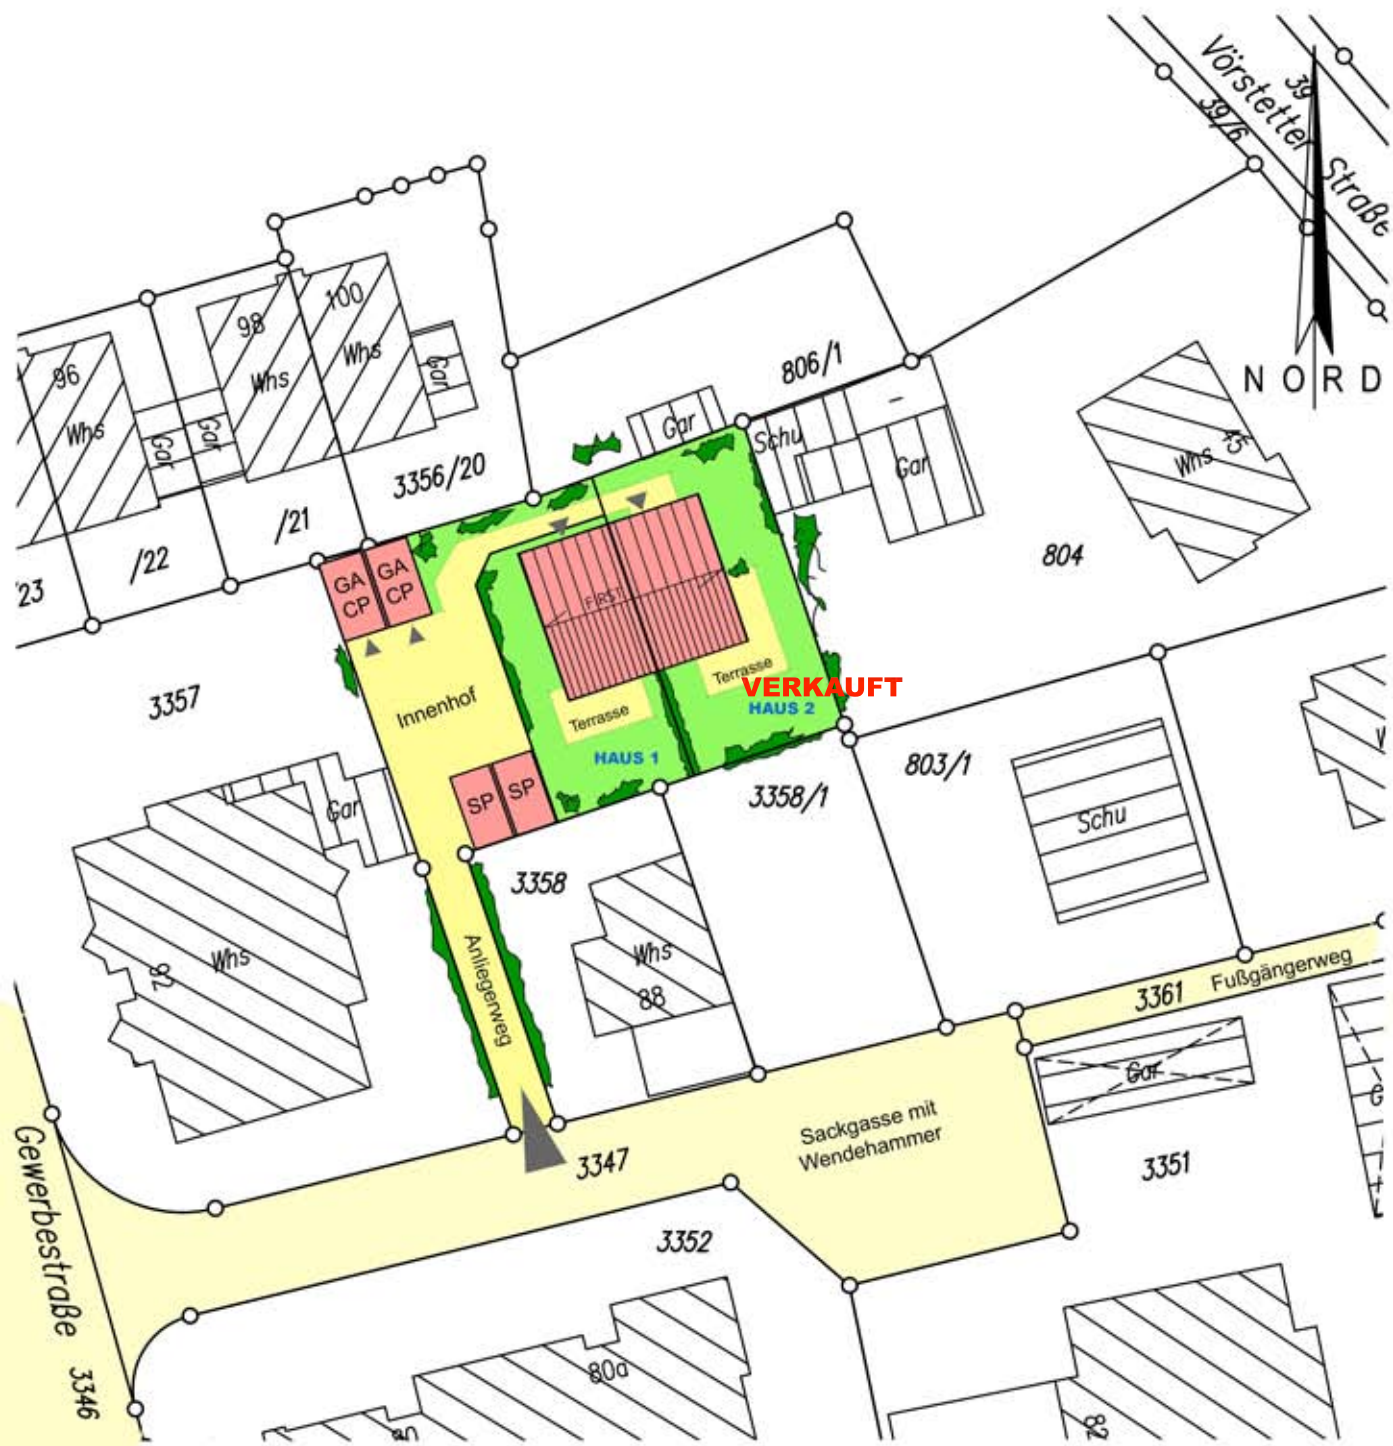 Vörstetter Straße
39
39/6
NORD
100
98
Whs
96
Whs
Whs
Gar
Gar
Gar
806/1
Gar
Schu
Gar
Whs
45
3356/20
/21
/22
804
GA
CP
GA
CP
FIRST
3357
Innenhof
Terrasse
VERKAUFT
HAUS 2
Terrasse
HAUS 1
SP
SP
3358/1
803/1
Schu
Gar
3358
Whs
92
Whs
88
Anliegerweg
Fußgängerweg
3361
Gar
Sackgasse mit
Wendehammer
3347
3351
3352
Gewerbestraße
3346
80a
82